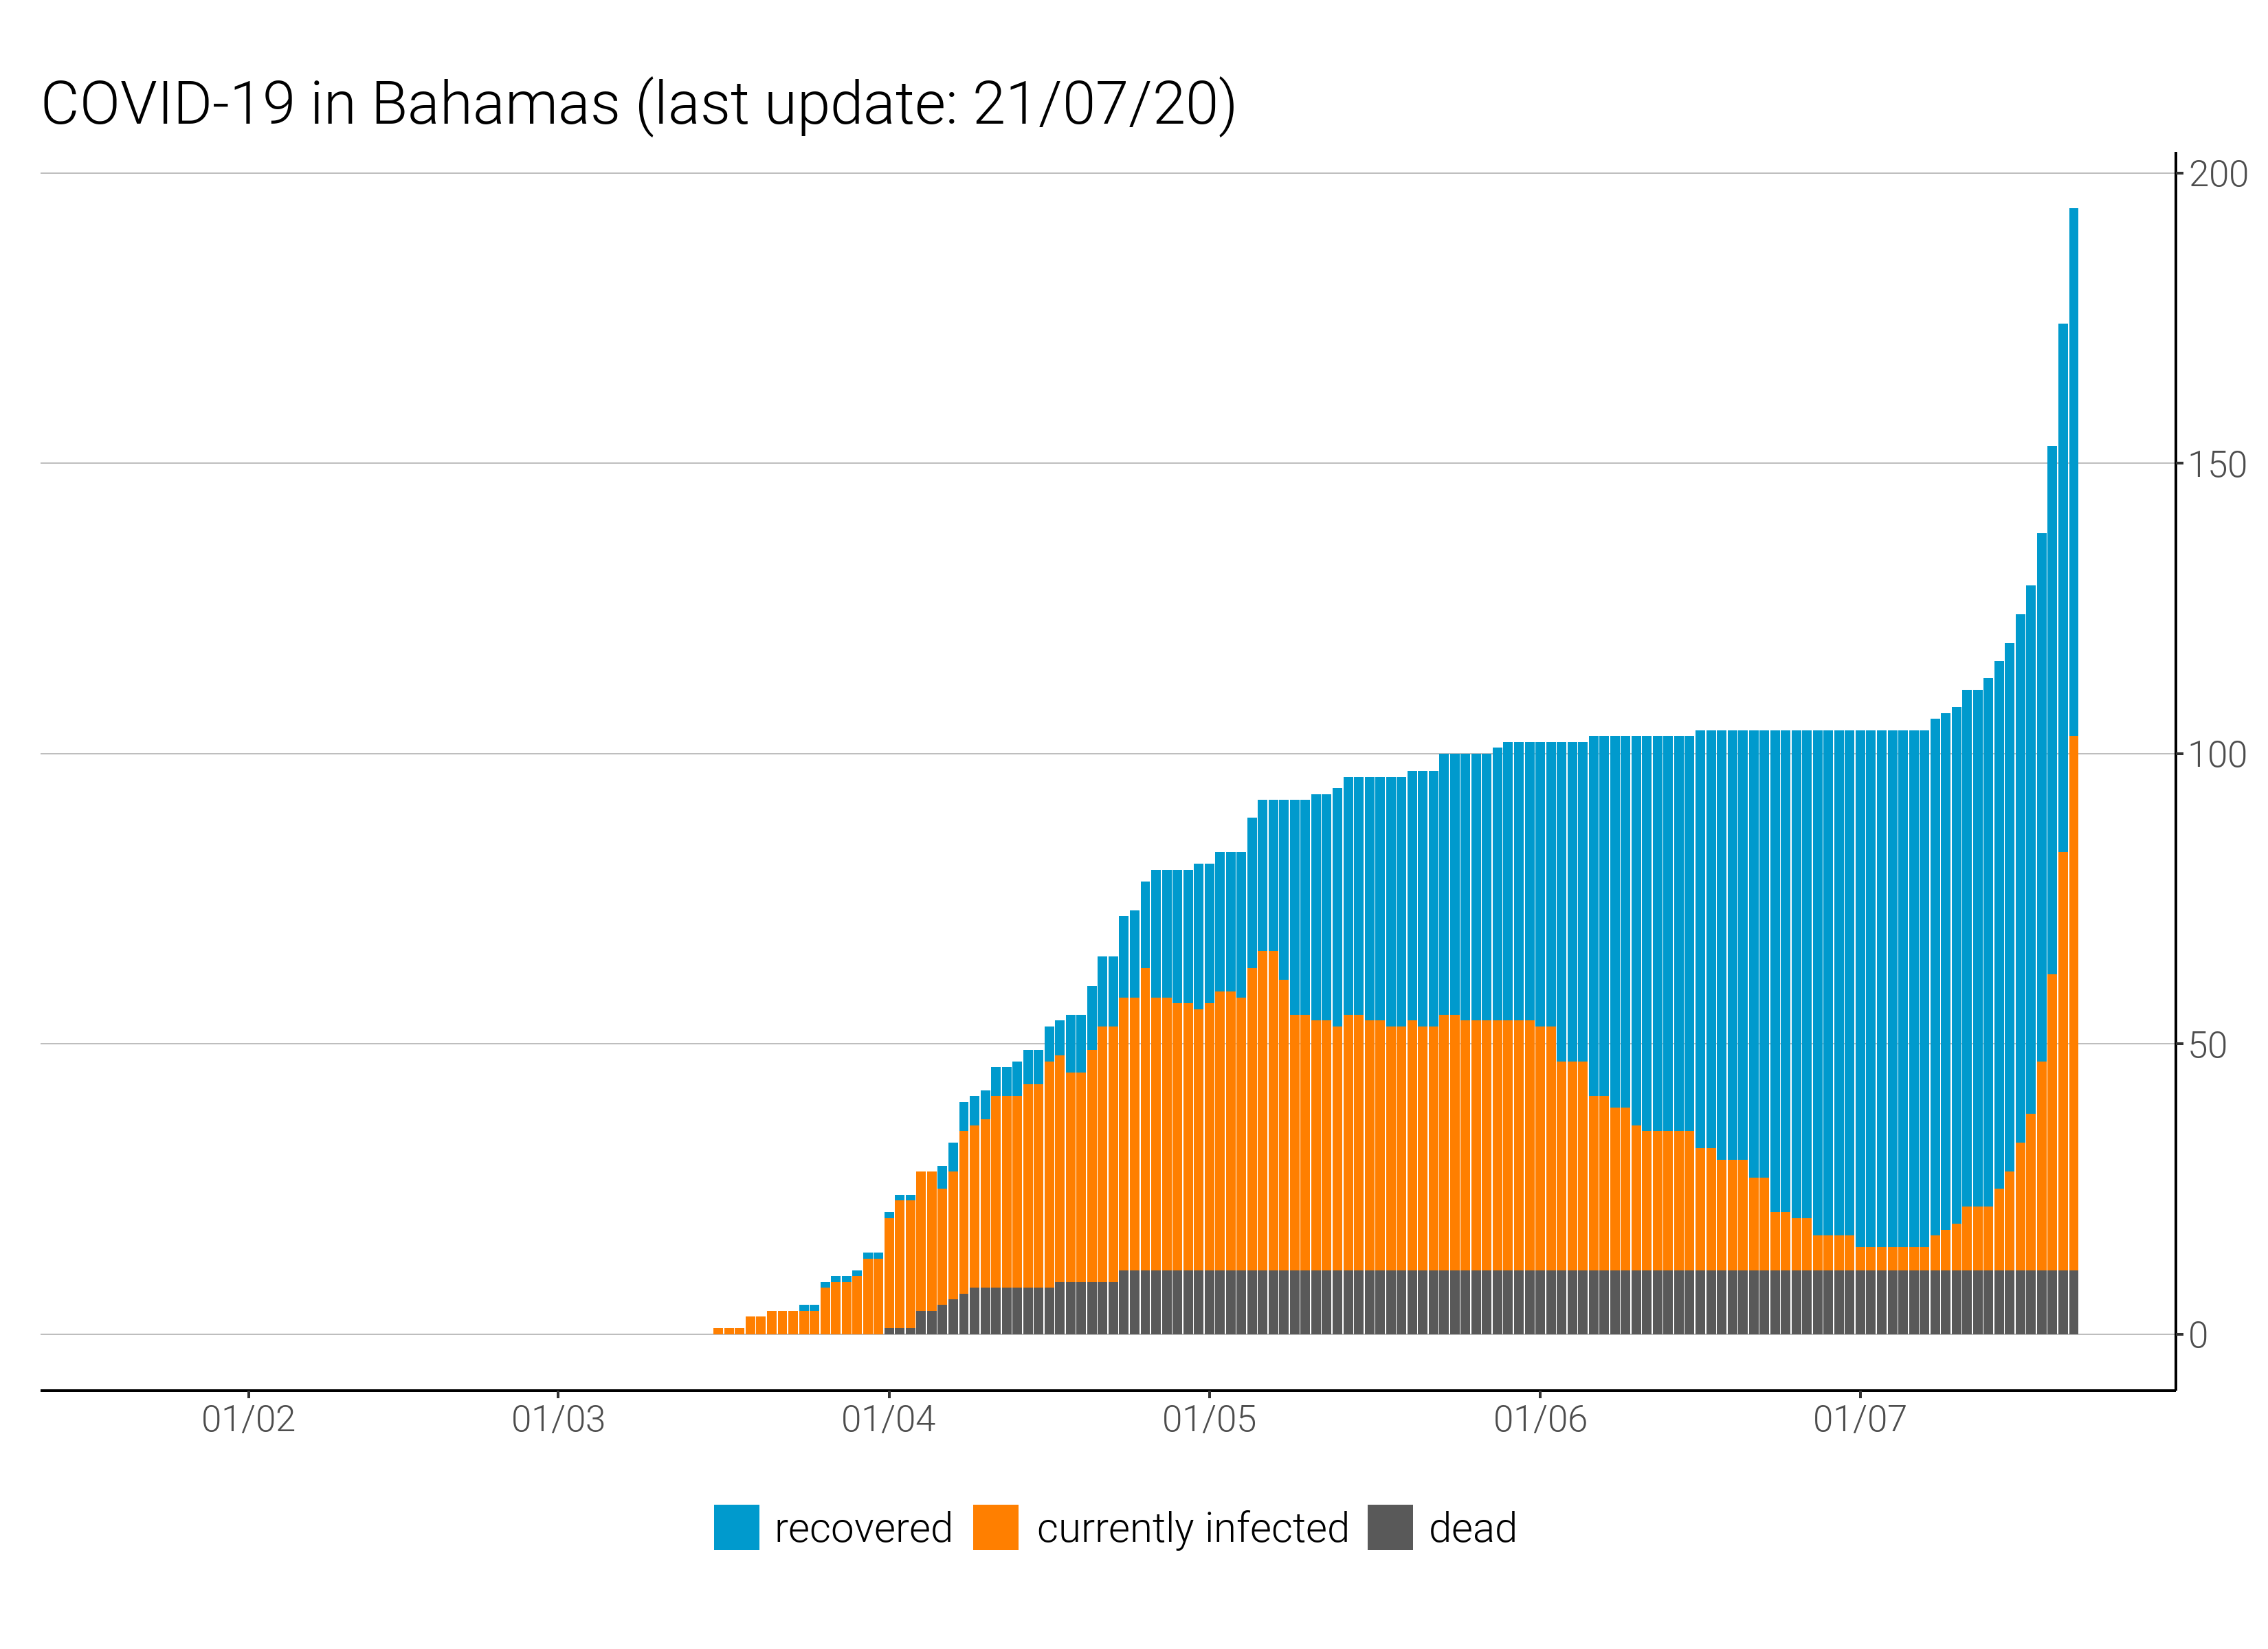 COVID-19 in Bahamas (last update: 21/07/20)
200
150
100
50
0
01/02 01/03 01/04 01/05 01/06 01/07
recovered currently infected dead